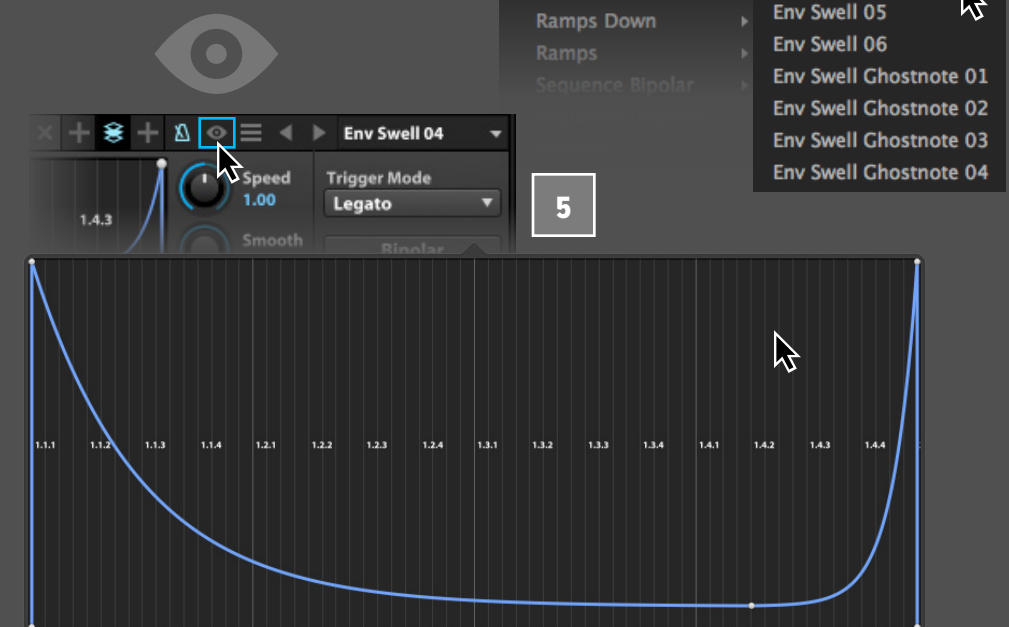 Ramps Down
Ramps
Sequence Bipolar
Env Swell 05
Env Swell 06
Env Swell Ghostnote 01
Env Swell Ghostnote 02
Env Swell Ghostnote 03
Env Swell Ghostnote 04
Env Swell 04
1.4.3
Speed
1.00
Smooth
Trigger Mode
Legato
Bipolar
5
1.1.1 1.1.2 1.1.3 1.1.4 1.2.1 1.2.2 1.2.3 1.2.4 1.3.1 1.3.2 1.3.3 1.3.4 1.4.1 1.4.2 1.4.3 1.4.4